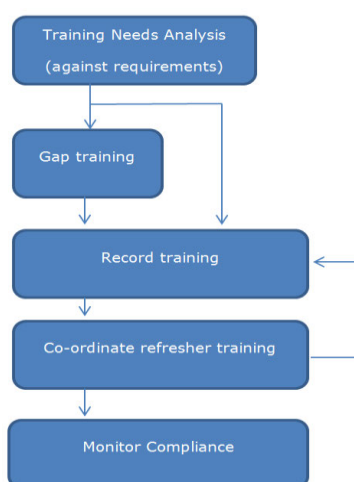 Training Needs Analysis
(against requirements)
Gap training
Record training
Co-ordinate refresher training
Monitor Compliance